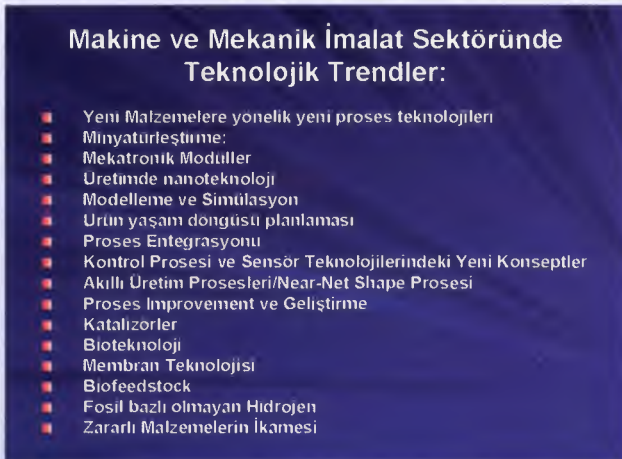 Makine ve Mekanik İmalat Sektöründe
Teknolojik Trendler:
Yeni Malzemelere yönelik yeni proses teknolojileri
Minyatürleştirme:
Mekatronik Modüller
Üretimde nanoteknoloji
Modelleme ve Simülasyon
Ürün yaşam döngüsü planlaması
Proses Entegrasyonu
Kontrol Prosesi ve Sensör Teknolojilerindeki Yeni Konseptler
Akıllı Üretim Prosesleri/Near-Net Shape Prosesi
Proses Improvement ve Geliştirme
Katalizörler
Bioteknoloji
Membran Teknolojisi
Biofeedstock
Fosil bazlı olmayan Hidrojen
Zararlı Malzemelerin İkamesi